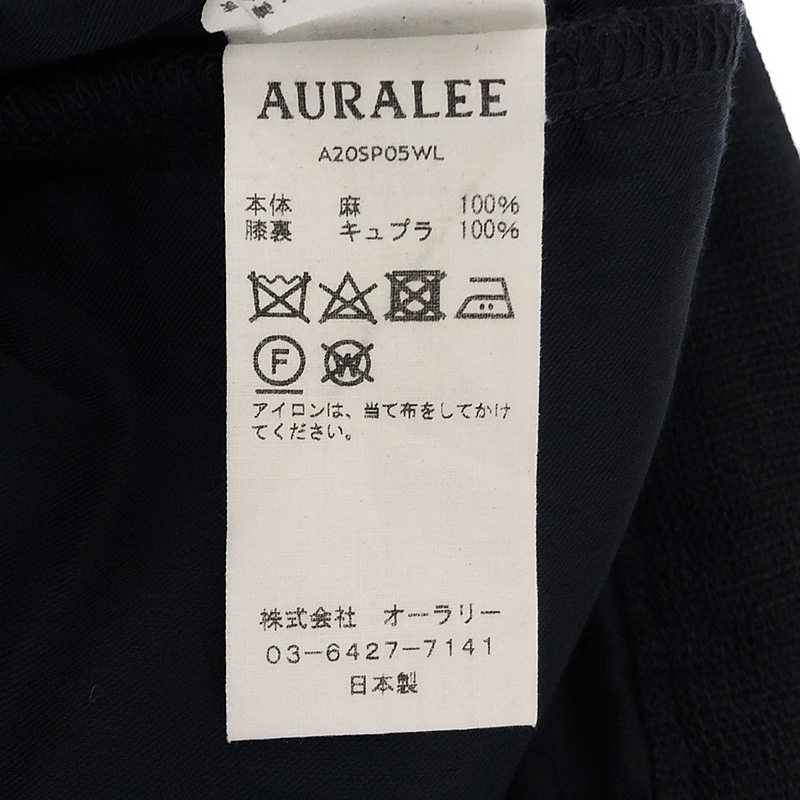 AURALEE
A20SP05WL
本体 麻 100%
膝裏 キュプラ 100%
F W
アイロンは、当て布をしてかけ
てください。
株式会社 オーラリー
03-6427-7141
日本製